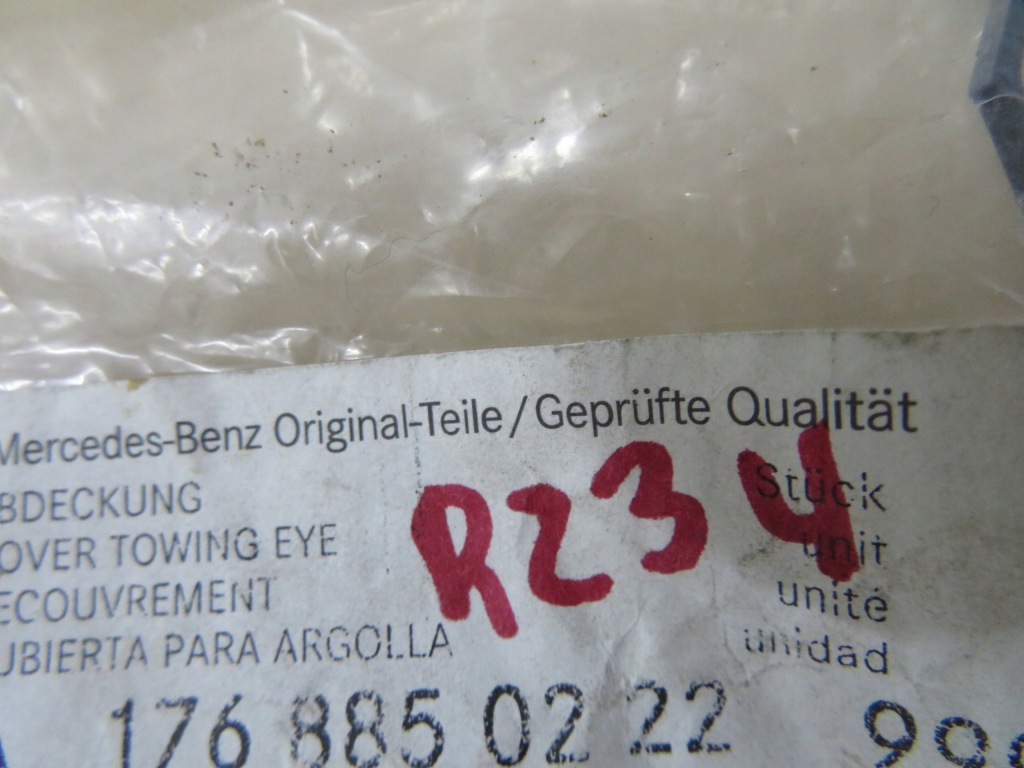 Mercedes-Benz Original-Teile / Geprüfte Qualität
BDECKUNG
OVER TOWING EYE
ECOUVREMENT
UBIERTA PARA ARGOLLA
R234
Stück
unit
unité
unidad
176 885 02 22